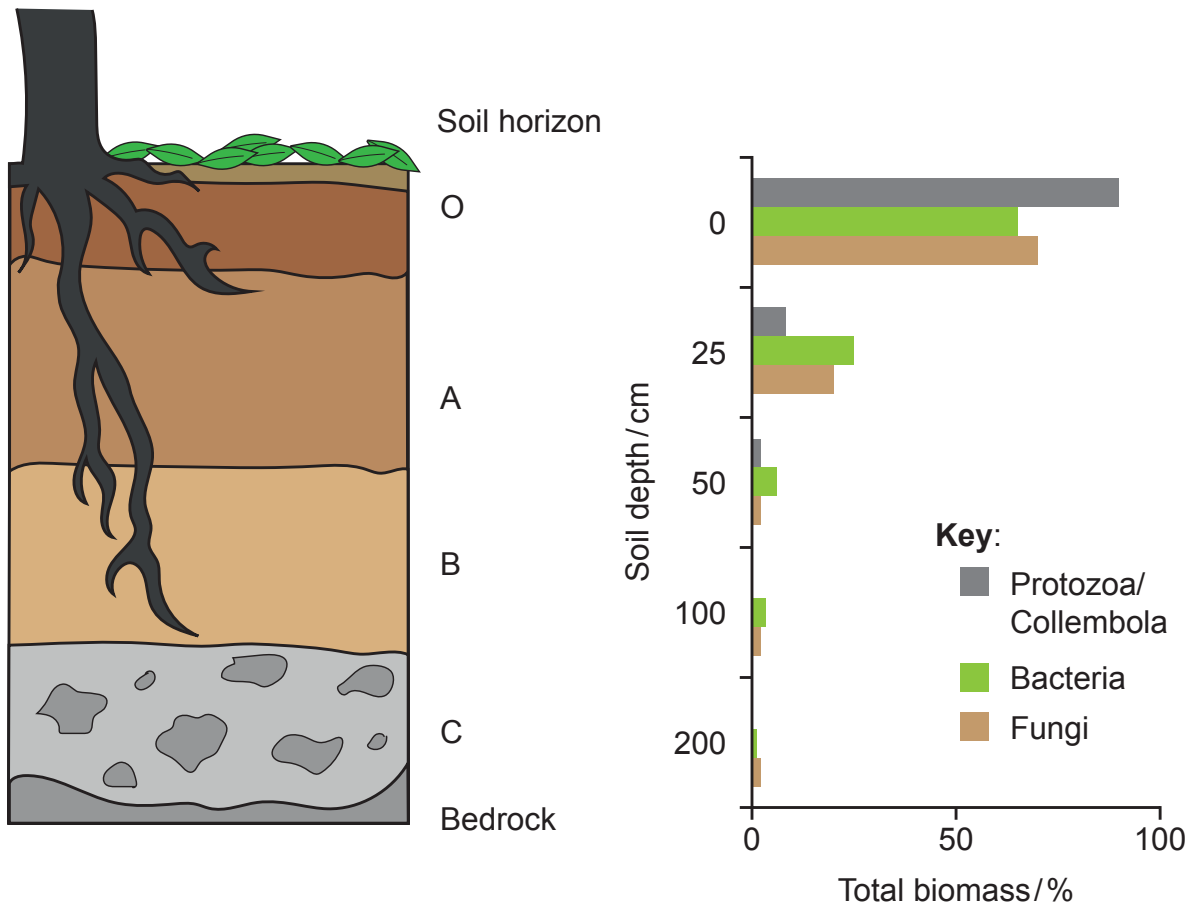 Soil horizon
O
A
B
C
Bedrock
Soil depth/cm
0
25
50
100
200
Key:
Protozoa/
Collembola
Bacteria
Fungi
0
50
100
Total biomass/%